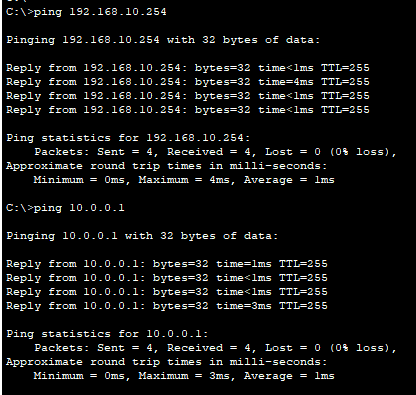 C:\>ping 192.168.10.254
Pinging 192.168.10.254 with 32 bytes of data:
Reply from 192.168.10.254: bytes=32 time<1ms TTL=255
Reply from 192.168.10.254: bytes=32 time=4ms TTL=255
Reply from 192.168.10.254: bytes=32 time<1ms TTL=255
Reply from 192.168.10.254: bytes=32 time<1ms TTL=255
Ping statistics for 192.168.10.254:
Packets: Sent = 4, Received = 4, Lost = 0 (0% loss),
Approximate round trip times in milli-seconds:
Minimum = 0ms, Maximum = 4ms, Average = 1ms
C:\>ping 10.0.0.1
Pinging 10.0.0.1 with 32 bytes of data:
Reply from 10.0.0.1: bytes=32 time=1ms TTL=255
Reply from 10.0.0.1: bytes=32 time<1ms TTL=255
Reply from 10.0.0.1: bytes=32 time<1ms TTL=255
Reply from 10.0.0.1: bytes=32 time=3ms TTL=255
Ping statistics for 10.0.0.1:
Packets: Sent = 4, Received = 4, Lost = 0 (0% loss),
Approximate round trip times in milli-seconds:
Minimum = 0ms, Maximum = 3ms, Average = 1ms